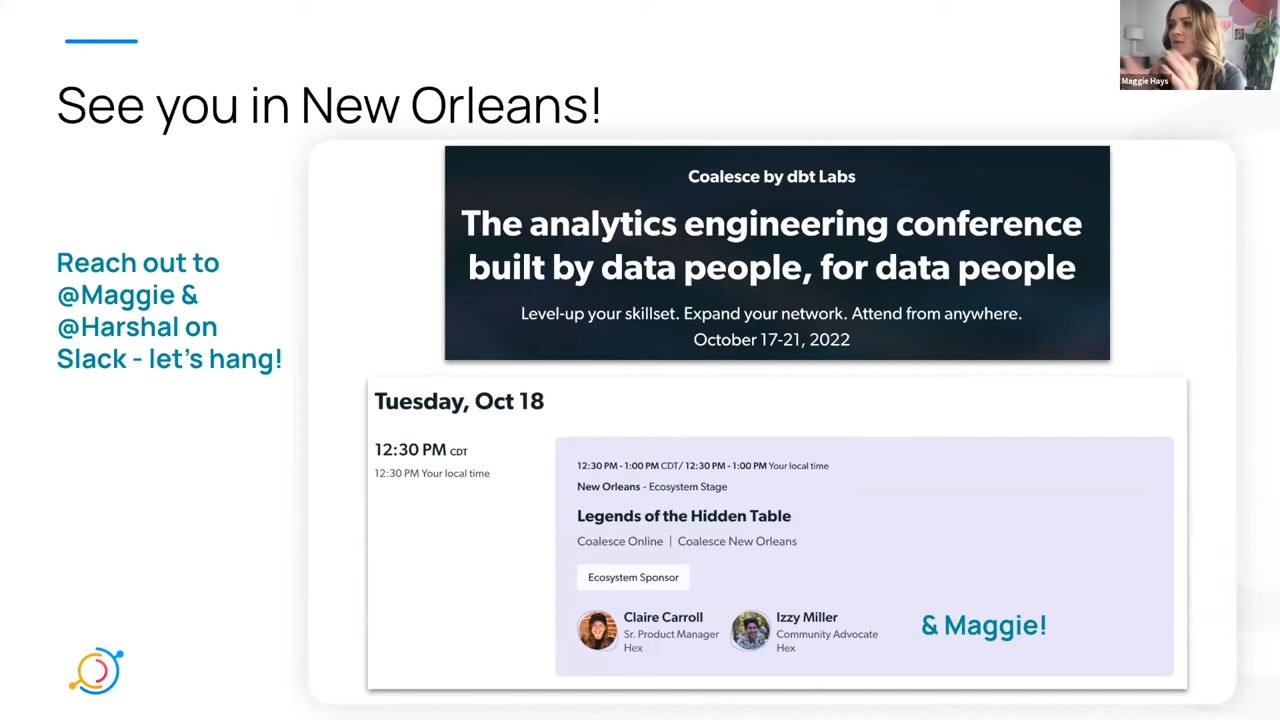 Maggie Hays
See you in New Orleans!
Reach out to
@Maggie &
@Harshal on
Slack - let's hang!
Coalesce by dbt Labs
The analytics engineering conference
built by data people, for data people
Level-up your skillset. Expand your network. Attend from anywhere.
October 17-21, 2022
Tuesday, Oct 18
12:30 PM CDT
12:30 PM Your local time
12:30 PM - 1:00 PM CDT/ 12:30 PM - 1:00 PM Your local time
New Orleans - Ecosystem Stage
Legends of the Hidden Table
Coalesce Online | Coalesce New Orleans
Ecosystem Sponsor
Claire Carroll
Sr. Product Manager
Hex
Izzy Miller
Community Advocate
Hex
& Maggie!